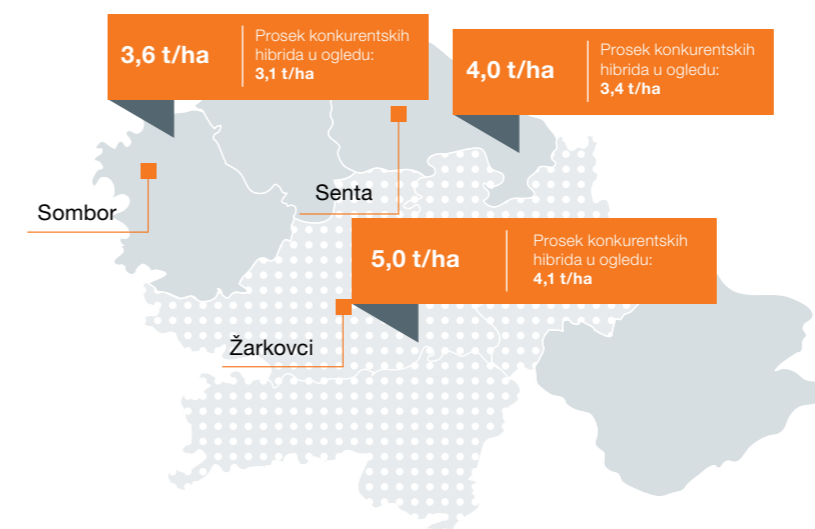 3,6 t/ha
Prosek konkurentskih
hibrida u ogledu:
3,1 t/ha
4,0 t/ha
Prosek konkurentskih
hibrida u ogledu:
3,4 t/ha
Senta
Sombor
5,0 t/ha
Prosek konkurentskih
hibrida u ogledu:
4,1 t/ha
Žarkovci